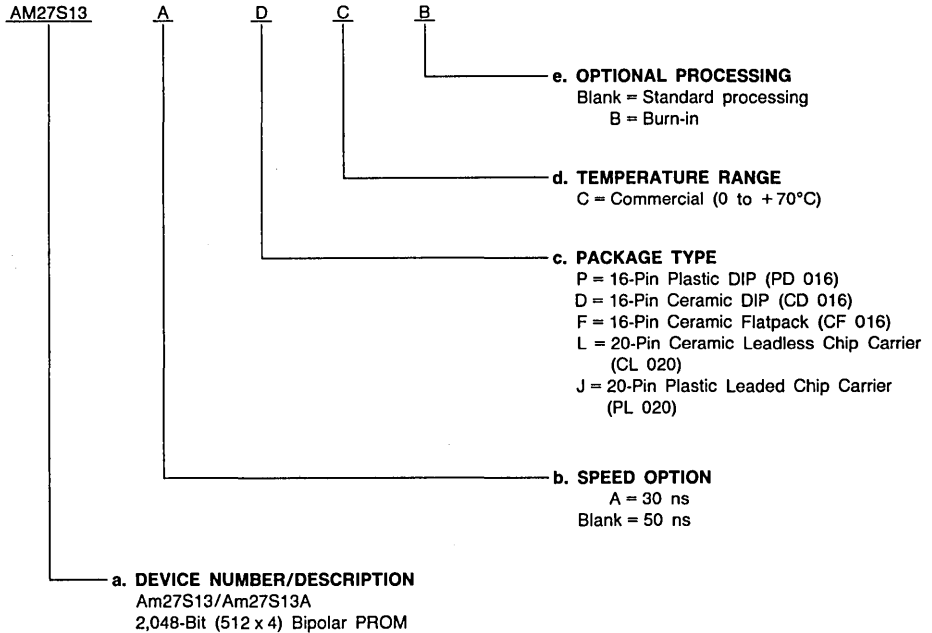 AM27S13 A D C B
e. OPTIONAL PROCESSING
Blank = Standard processing
B = Burn-in
d. TEMPERATURE RANGE
C = Commercial (0 to +70°C)
c. PACKAGE TYPE
P = 16-Pin Plastic DIP (PD 016)
D = 16-Pin Ceramic DIP (CD 016)
F = 16-Pin Ceramic Flatpack (CF 016)
L = 20-Pin Ceramic Leadless Chip Carrier
(CL 020)
J = 20-Pin Plastic Leaded Chip Carrier
(PL 020)
b. SPEED OPTION
A = 30 ns
Blank = 50 ns
a. DEVICE NUMBER/DESCRIPTION
Am27S13/Am27S13A
2,048-Bit (512 x 4) Bipolar PROM